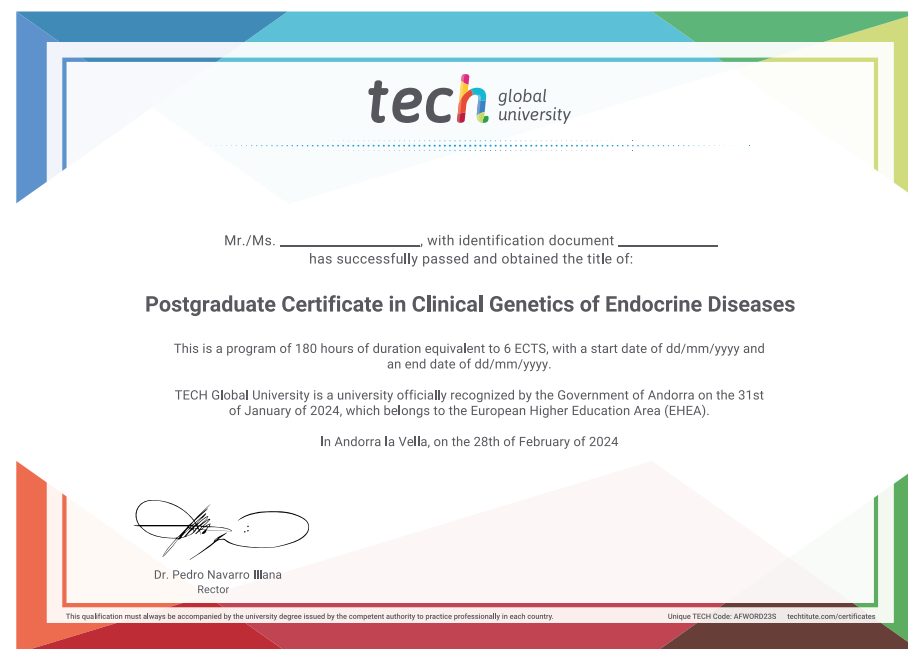 tech global university
Mr./Ms. ____________________, with identification document ______________
has successfully passed and obtained the title of:
Postgraduate Certificate in Clinical Genetics of Endocrine Diseases
This is a program of 180 hours of duration equivalent to 6 ECTS, with a start date of dd/mm/yyyy and
an end date of dd/mm/yyyy.
TECH Global University is a university officially recognized by the Government of Andorra on the 31st
of January of 2024, which belongs to the European Higher Education Area (EHEA).
In Andorra la Vella, on the 28th of February of 2024
Dr. Pedro Navarro Illana
Rector
This qualification must always be accompanied by the university degree issued by the competent authority to practice professionally in each country.
Unique TECH Code: AFWORD23S techtitute.com/certificates